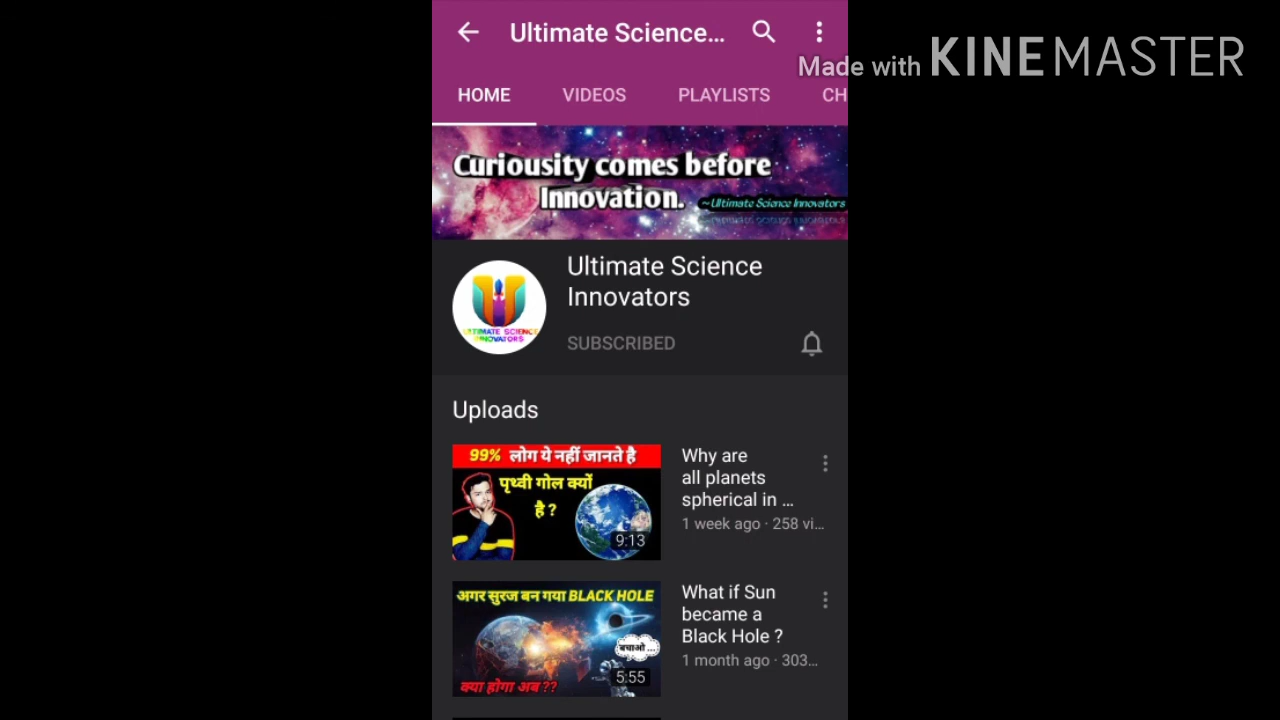 Ultimate Science...
Made with KINEMASTER
HOME VIDEOS PLAYLISTS CH
Curiousity comes before
Innovation.
~Ultimate Science Innovators
Ultimate Science
Innovators
ULTIMATE SCIENCE
INNOVATORS
SUBSCRIBED
Uploads
99% लोग ये नहीं जानते है
पृथ्वी गोल क्यों
है ?
9:13
Why are
all planets
spherical in ...
1 week ago · 258 vi...
अगर सुरज बन गया BLACK HOLE
बचाओ ...
क्या होगा अब ??
5:55
What if Sun
became a
Black Hole ?
1 month ago · 303...